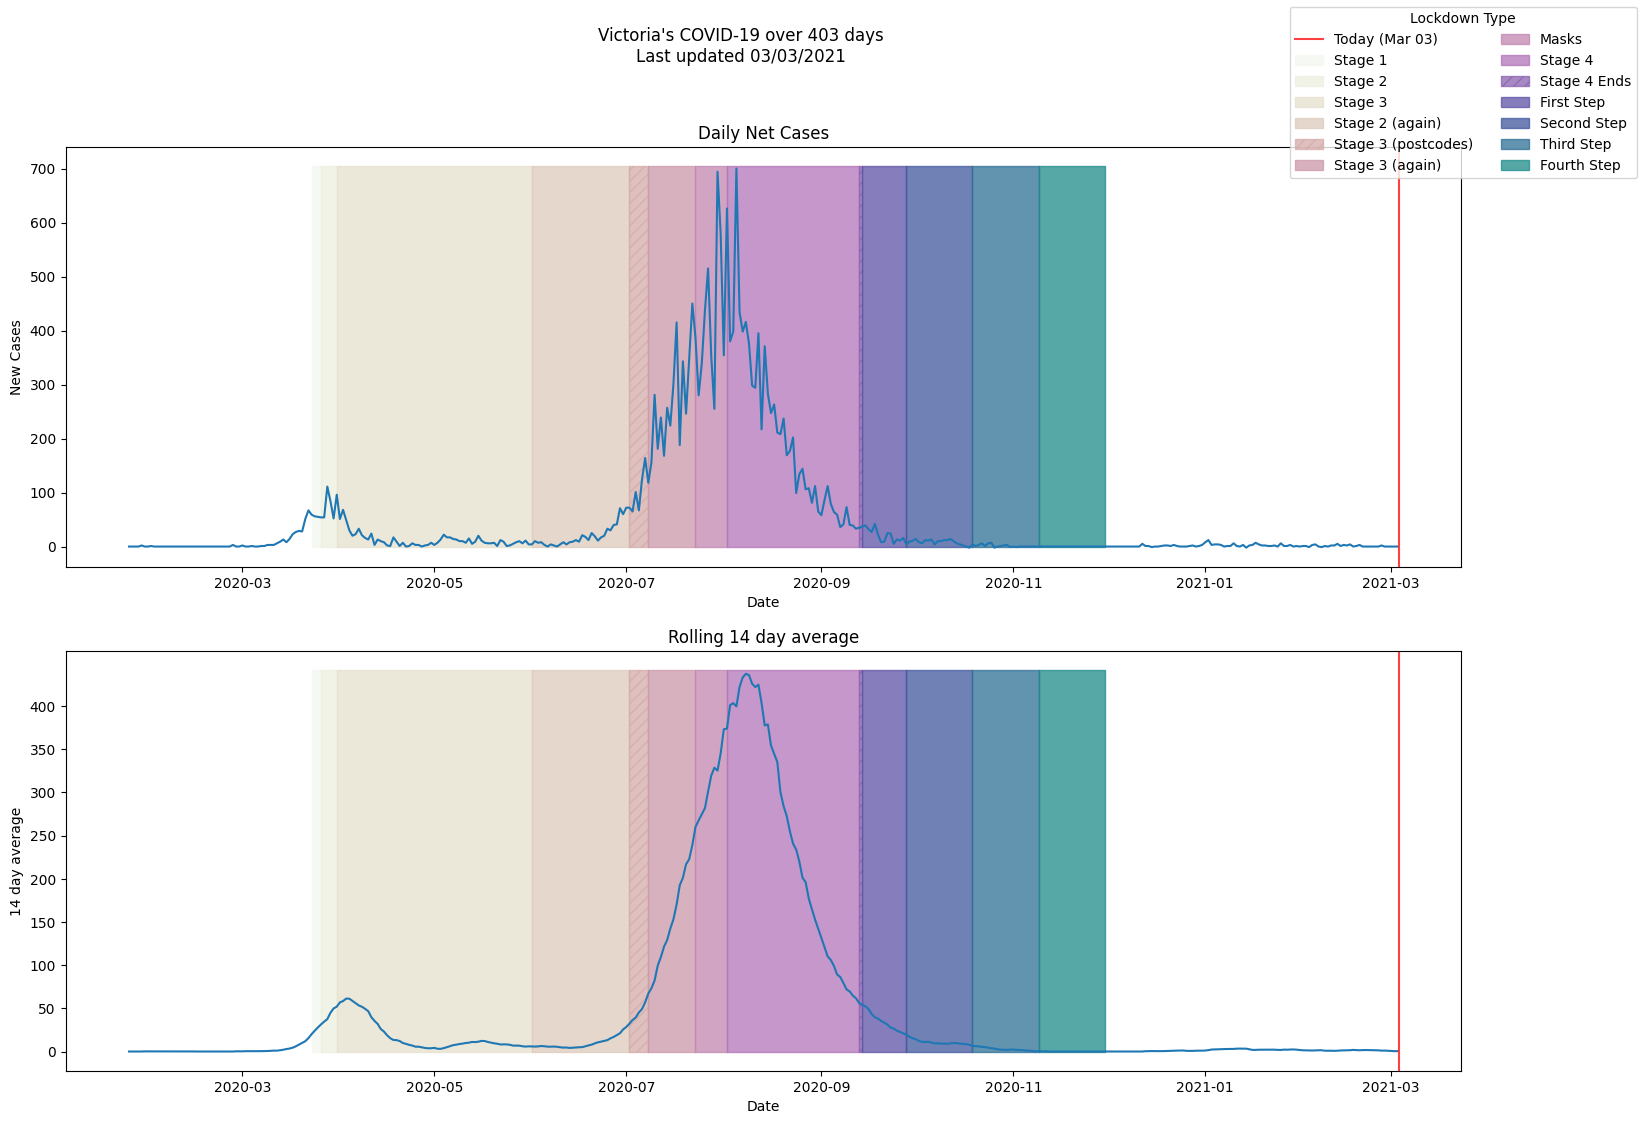 Victoria's COVID-19 over 403 days
Last updated 03/03/2021
Lockdown Type
Today (Mar 03)
Stage 1
Stage 2
Stage 3
Stage 2 (again)
Stage 3 (postcodes)
Stage 3 (again)
Masks
Stage 4
Stage 4 Ends
First Step
Second Step
Third Step
Fourth Step
Daily Net Cases
New Cases
700
600
500
400
300
200
100
0
2020-03 2020-05 2020-07 2020-09 2020-11 2021-01 2021-03
Date
Rolling 14 day average
14 day average
400
350
300
250
200
150
100
50
0
2020-03 2020-05 2020-07 2020-09 2020-11 2021-01 2021-03
Date